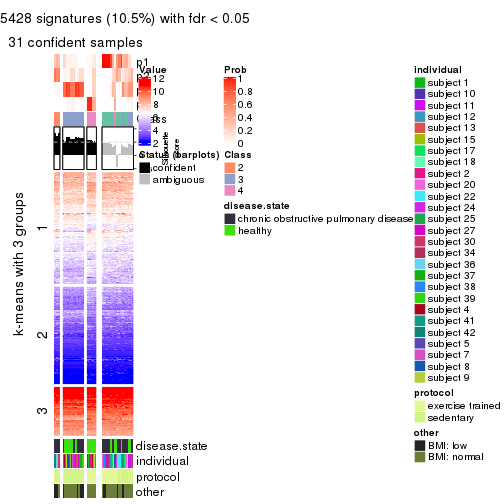 5428 signatures (10.5%) with fdr < 0.05
31 confident samples
k-means with 3 groups
1
2
3
p1
disease.state
individual
protocol
other
Value
12
10
8
6
4
2
Status (barplots)
confident
ambiguous
Prob
1
0.8
0.6
0.4
0.2
0
Class
2
3
4
disease.state
chronic obstructive pulmonary disease
healthy
individual
subject 1
subject 10
subject 11
subject 12
subject 13
subject 15
subject 17
subject 18
subject 2
subject 20
subject 22
subject 24
subject 25
subject 27
subject 30
subject 34
subject 36
subject 37
subject 38
subject 39
subject 4
subject 41
subject 42
subject 5
subject 7
subject 8
subject 9
protocol
exercise trained
sedentary
other
BMI: low
BMI: normal